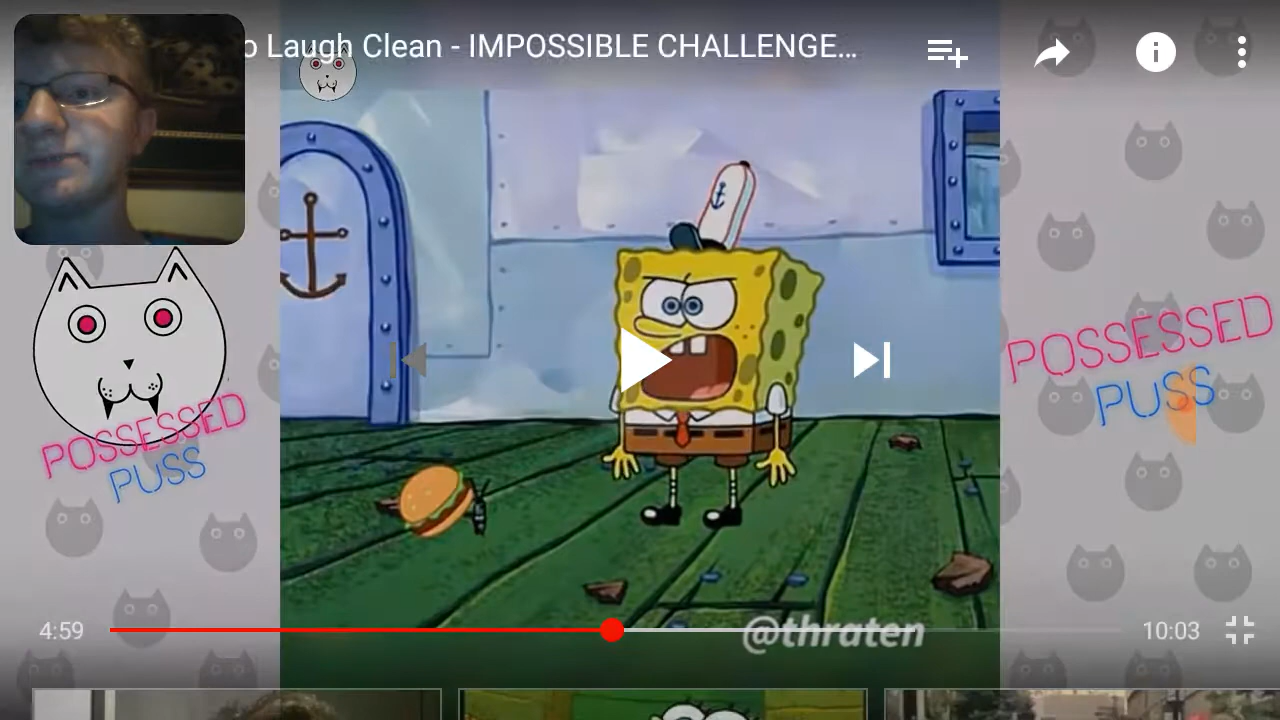 o Laugh Clean - IMPOSSIBLE CHALLENGE...
POSSESSED
PUSS
POSSESSED
PUSS
4:59
@thraten
10:03